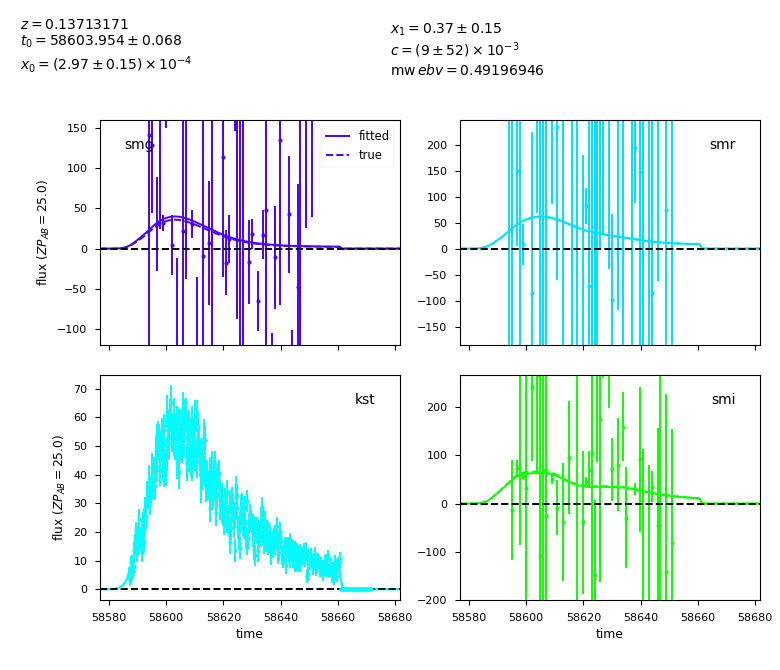 z = 0.13713171
t₀ = 58603.954 ± 0.068
x₀ = (2.97 ± 0.15) × 10⁻⁴
x₁ = 0.37 ± 0.15
c = (9 ± 52) × 10⁻³
mw ebv = 0.49196946
smg
fitted
true
150
100
50
0
−50
−100
flux (ZP_AB = 25.0)
smr
200
150
100
50
0
−50
−100
−150
kst
70
60
50
40
30
20
10
0
flux (ZP_AB = 25.0)
58580 58600 58620 58640 58660 58680
time
smi
200
100
0
−100
−200
58580 58600 58620 58640 58660 58680
time